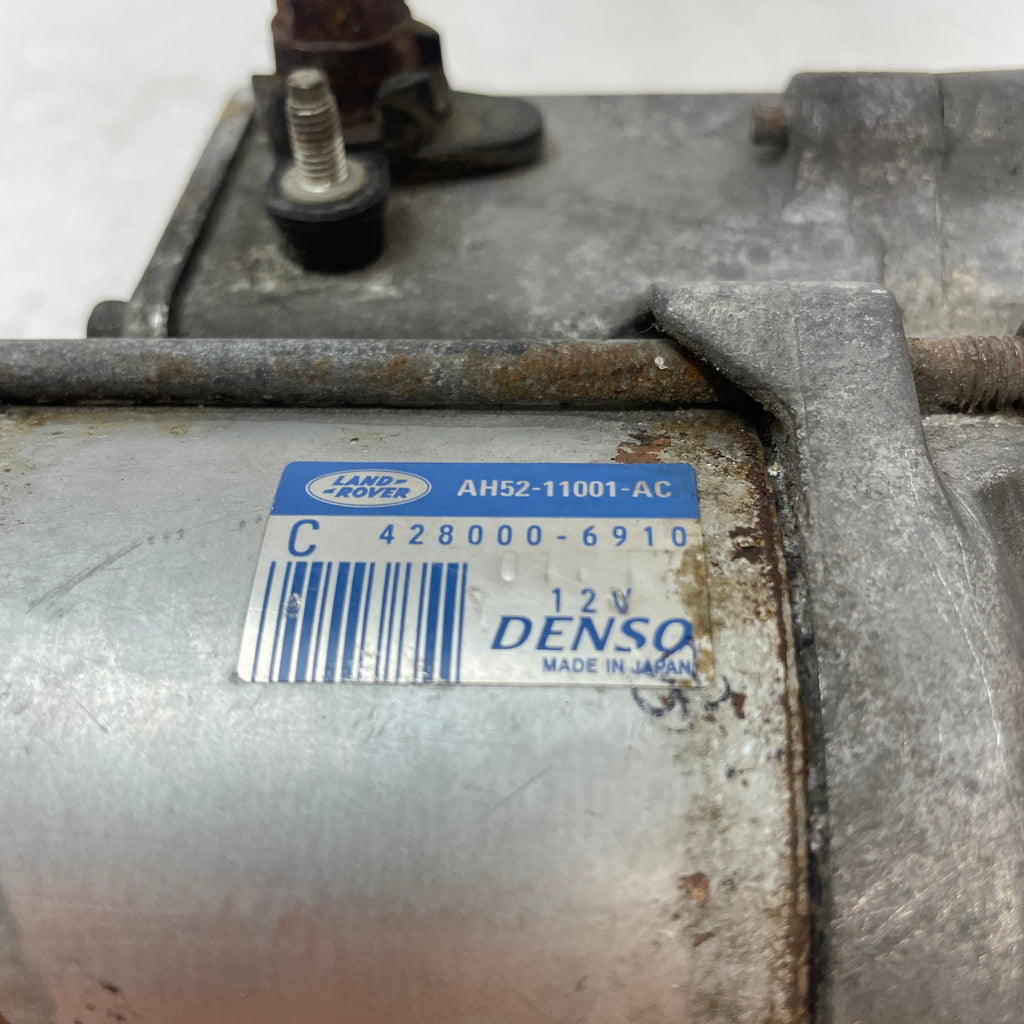 LAND-
-ROVER
AH52-11001-AC
C 428000-6910
12V
DENSO
MADE IN JAPAN